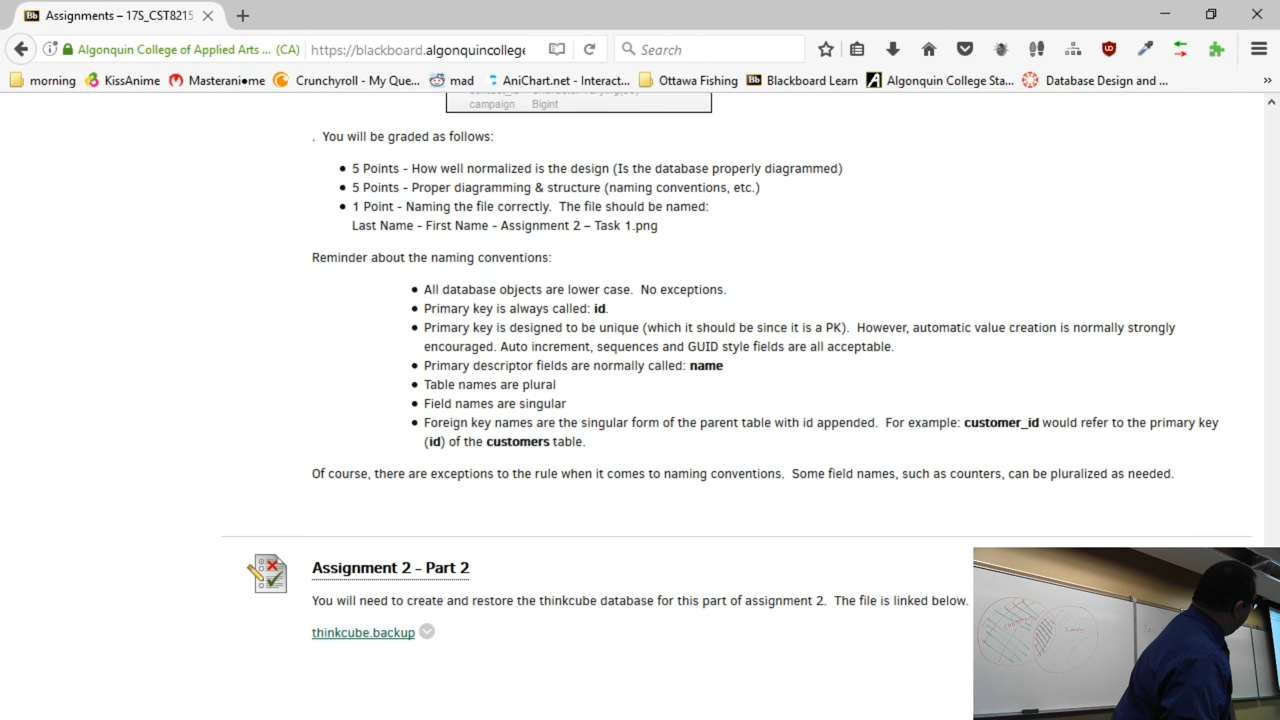 Assignments – 17S_CST8215
Algonquin College of Applied Arts ... (CA)
https://blackboard.algonquincollege
Search
morning
KissAnime
Masterani●me
Crunchyroll - My Que...
mad
AniChart.net - Interact...
Ottawa Fishing
Bb Blackboard Learn
Algonquin College Sta...
Database Design and ...
»
campaign Bigint
. You will be graded as follows:
● 5 Points - How well normalized is the design (Is the database properly diagrammed)
● 5 Points - Proper diagramming & structure (naming conventions, etc.)
● 1 Point - Naming the file correctly. The file should be named:
Last Name - First Name - Assignment 2 – Task 1.png
Reminder about the naming conventions:
● All database objects are lower case. No exceptions.
● Primary key is always called: id.
● Primary key is designed to be unique (which it should be since it is a PK). However, automatic value creation is normally strongly
encouraged. Auto increment, sequences and GUID style fields are all acceptable.
● Primary descriptor fields are normally called: name
● Table names are plural
● Field names are singular
● Foreign key names are the singular form of the parent table with id appended. For example: customer_id would refer to the primary key
(id) of the customers table.
Of course, there are exceptions to the rule when it comes to naming conventions. Some field names, such as counters, can be pluralized as needed.
Assignment 2 - Part 2
You will need to create and restore the thinkcube database for this part of assignment 2. The file is linked below.
thinkcube.backup